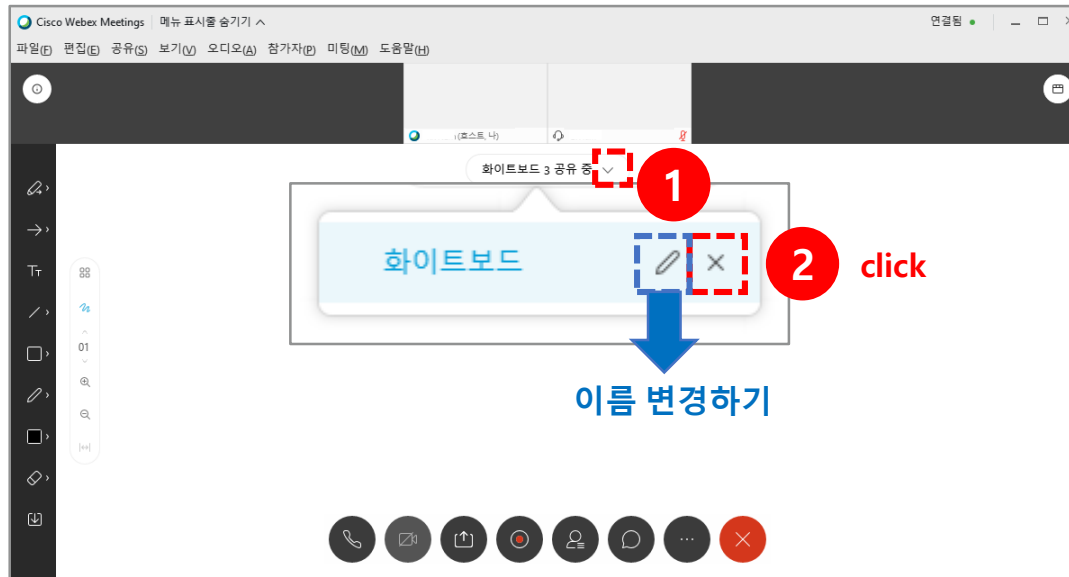 Cisco Webex Meetings 메뉴 표시줄 숨기기 연결됨
파일(F) 편집(E) 공유(S) 보기(V) 오디오(A) 참가자(P) 미팅(M) 도움말(H)
(호스트, 나)
화이트보드 3 공유 중
1
화이트보드
2 click
이름 변경하기
TT
01